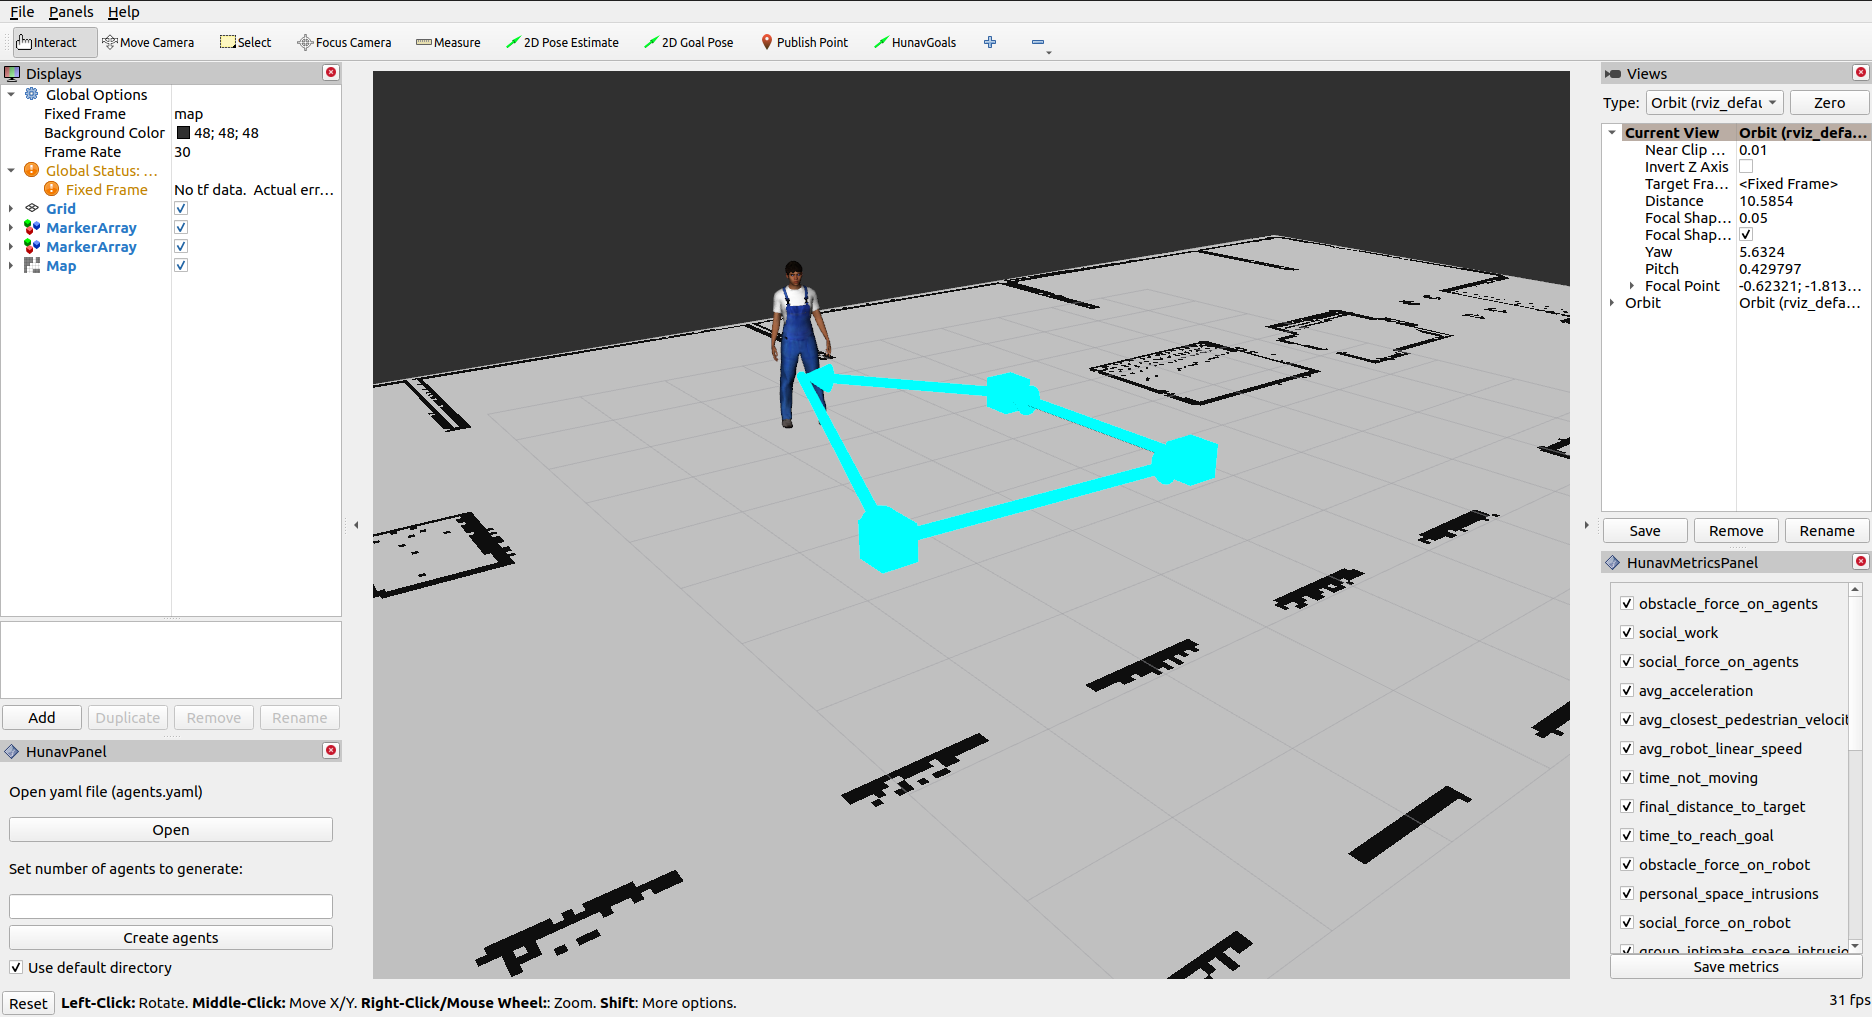 File Panels Help
Interact Move Camera Select Focus Camera Measure 2D Pose Estimate 2D Goal Pose Publish Point HunavGoals
Displays
Global Options
Fixed Frame map
Background Color 48; 48; 48
Frame Rate 30
Global Status: ...
Fixed Frame No tf data. Actual err...
Grid
MarkerArray
MarkerArray
Map
Add Duplicate Remove Rename
HunavPanel
Open yaml file (agents.yaml)
Open
Set number of agents to generate:
Create agents
Use default directory
Views
Type: Orbit (rviz_defau Zero
Current View Orbit (rviz_defa...
Near Clip ... 0.01
Invert Z Axis
Target Fra... <Fixed Frame>
Distance 10.5854
Focal Shap... 0.05
Focal Shap...
Yaw 5.6324
Pitch 0.429797
Focal Point -0.62321; -1.813...
Orbit Orbit (rviz_defa...
Save Remove Rename
HunavMetricsPanel
obstacle_force_on_agents
social_work
social_force_on_agents
avg_acceleration
avg_closest_pedestrian_velocit
avg_robot_linear_speed
time_not_moving
final_distance_to_target
time_to_reach_goal
obstacle_force_on_robot
personal_space_intrusions
social_force_on_robot
group_intimate_space_intrusio
Save metrics
Reset Left-Click: Rotate. Middle-Click: Move X/Y. Right-Click/Mouse Wheel:: Zoom. Shift: More options.
31 fps